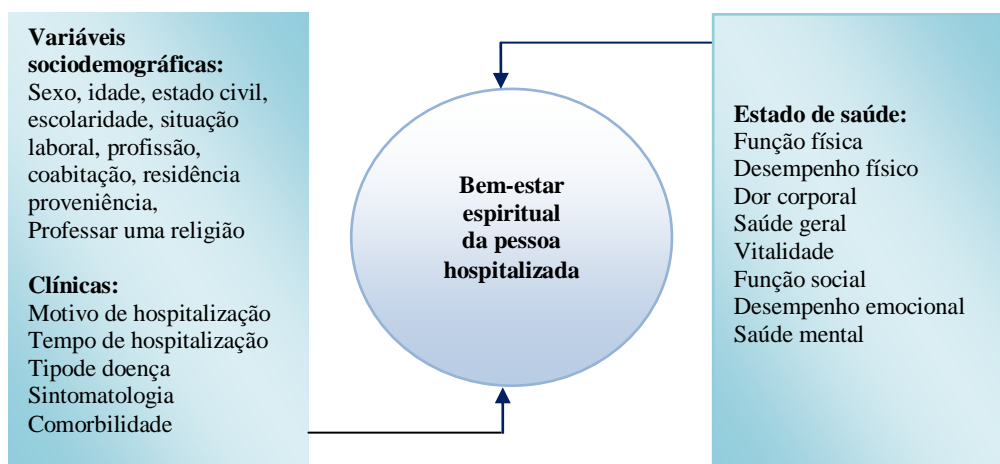 Variáveis
sociodemográficas:
Sexo, idade, estado civil,
escolaridade, situação
laboral, profissão,
coabitação, residência
proveniência,
Professar uma religião
Clínicas:
Motivo de hospitalização
Tempo de hospitalização
Tipode doença
Sintomatologia
Comorbilidade
Bem-estar
espiritual
da pessoa
hospitalizada
Estado de saúde:
Função física
Desempenho físico
Dor corporal
Saúde geral
Vitalidade
Função social
Desempenho emocional
Saúde mental